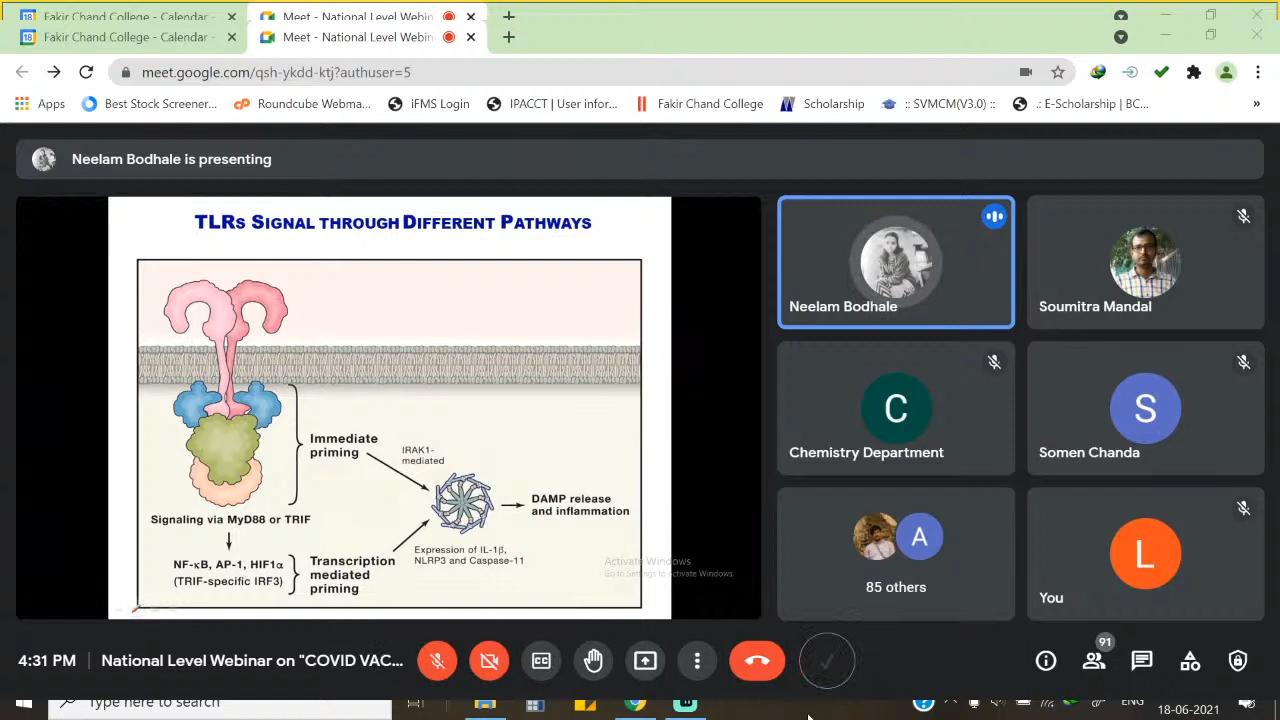 Fakir Chand College - Calendar -
Meet - National Level Webin
Fakir Chand College - Calendar -
Meet - National Level Webin
meet.google.com/qsh-ykdd-ktj?authuser=5
Apps
Best Stock Screener...
Roundcube Webma...
iFMS Login
IPACCT | User infor...
Fakir Chand College
Scholarship
:: SVMCM(V3.0) ::
.: E-Scholarship | BC...
»
Neelam Bodhale is presenting
TLRs Signal through Different Pathways
Immediate
priming
IRAK1-
mediated
DAMP release
and inflammation
Signaling via MyD88 or TRIF
NF-κB, AP-1, HIF1α
(TRIF-specific IRF3)
Transcription
mediated
priming
Expression of IL-1β,
NLRP3 and Caspase-11
Activate Windows
Go to Settings to Activate Windows.
Neelam Bodhale
Soumitra Mandal
C
Chemistry Department
S
Somen Chanda
A
85 others
L
You
4:31 PM
National Level Webinar on "COVID VAC...
91
Type here to search
ENG
18-06-2021